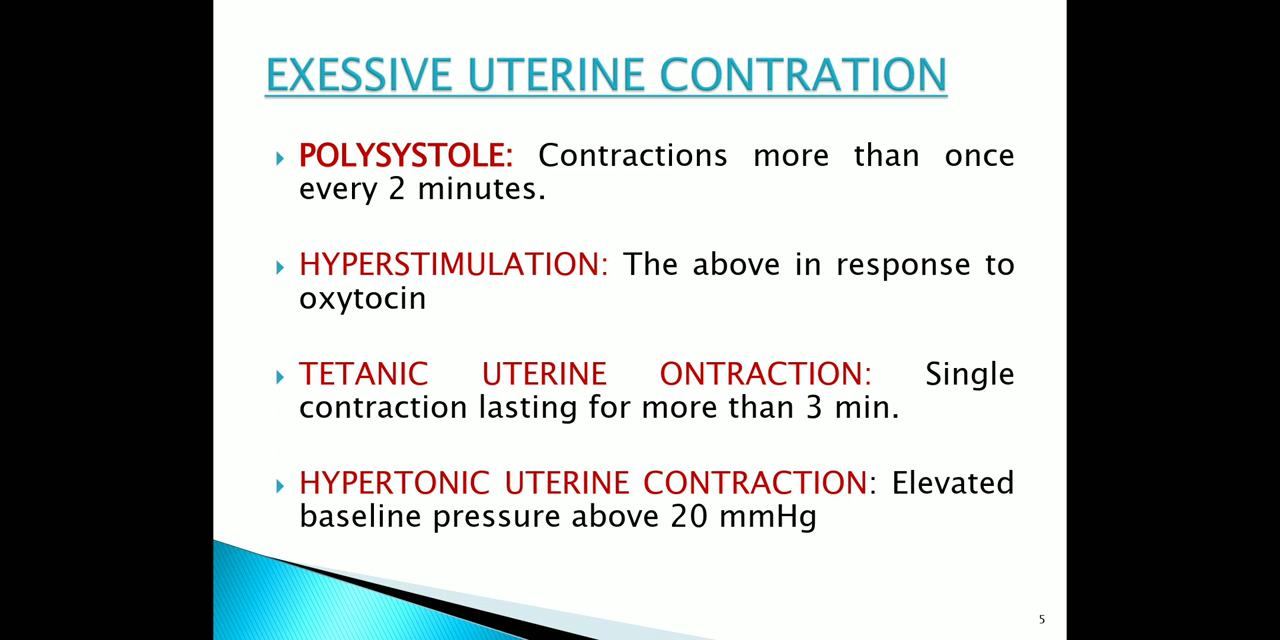 EXESSIVE UTERINE CONTRATION
POLYSYSTOLE: Contractions more than once
every 2 minutes.
HYPERSTIMULATION: The above in response to
oxytocin
TETANIC UTERINE ONTRACTION: Single
contraction lasting for more than 3 min.
HYPERTONIC UTERINE CONTRACTION: Elevated
baseline pressure above 20 mmHg
5